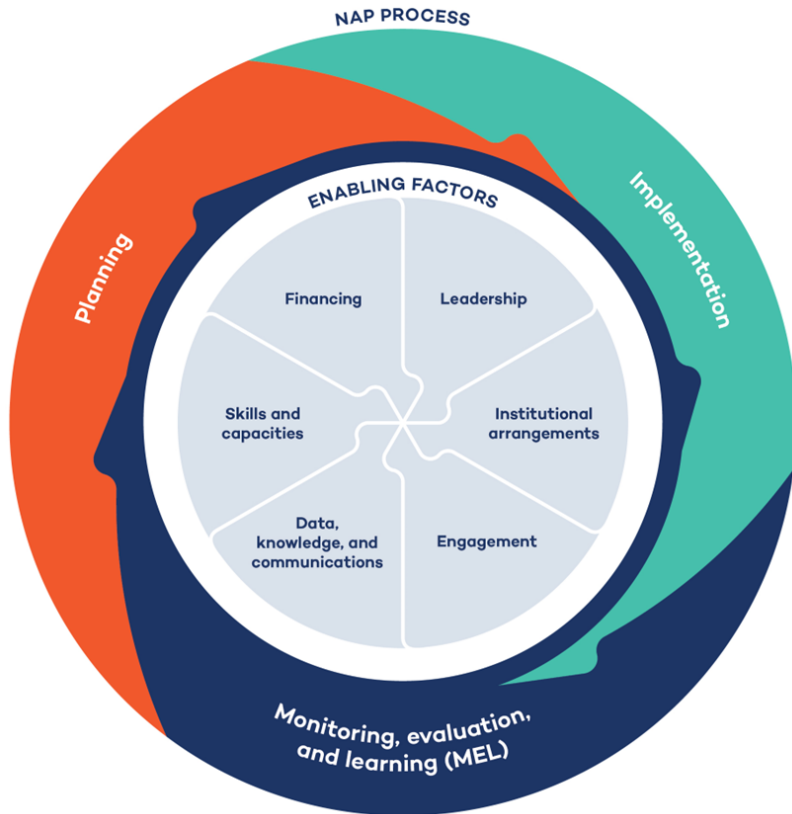 NAP PROCESS
Planning
Implementation
ENABLING FACTORS
Financing
Leadership
Skills and
capacities
Institutional
arrangements
Data,
knowledge, and
communications
Engagement
Monitoring, evaluation,
and learning (MEL)